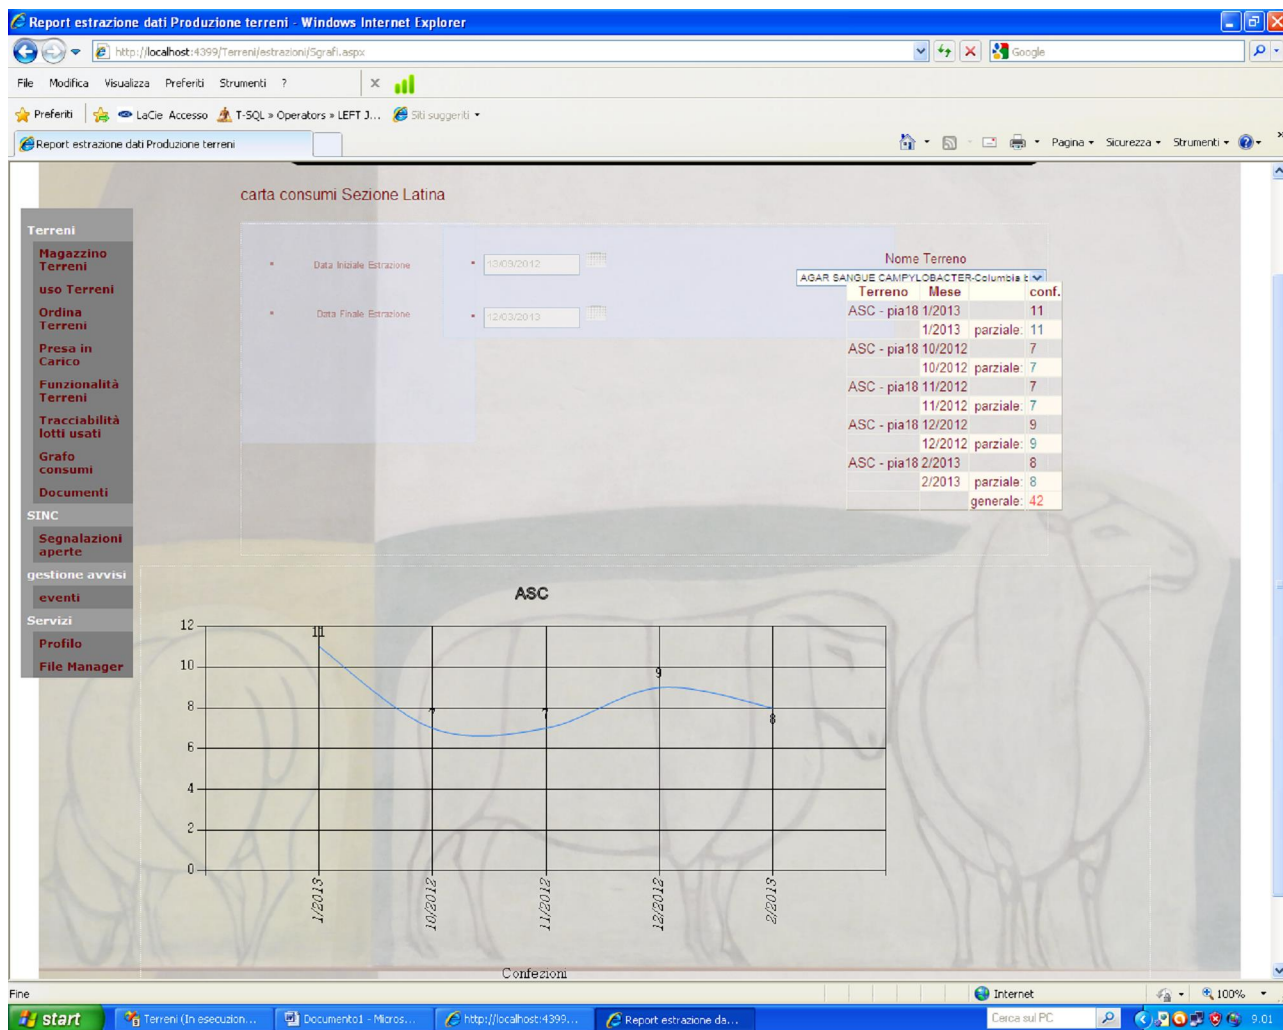 Report estrazione dati Produzione terreni - Windows Internet Explorer
http://localhost:4399/Terreni/estrazioni/Sgrafi.aspx
Google
File Modifica Visualizza Preferiti Strumenti ?
Preferiti LaCie Accesso T-SQL » Operators » LEFT J... Siti suggeriti
Report estrazione dati Produzione terreni
Pagina Sicurezza Strumenti
carta consumi Sezione Latina
Terreni
Magazzino
Terreni
uso Terreni
Ordina
Terreni
Presa in
Carico
Funzionalità
Terreni
Tracciabilità
lotti usati
Grafo
consumi
Documenti
SINC
Segnalazioni
aperte
gestione avvisi
eventi
Servizi
Profilo
File Manager
Data Iniziale Estrazione 13/09/2012
Data Finale Estrazione 12/03/2013
Nome Terreno
AGAR SANGUE CAMPYLOBACTER-Columbia b
Terreno Mese conf.
ASC - pia18 1/2013 11
1/2013 parziale: 11
ASC - pia18 10/2012 7
10/2012 parziale: 7
ASC - pia18 11/2012 7
11/2012 parziale: 7
ASC - pia18 12/2012 9
12/2012 parziale: 9
ASC - pia18 2/2013 8
2/2013 parziale: 8
generale: 42
ASC
12
10
8
6
4
2
0
11
7
7
9
8
1/2013
10/2012
11/2012
12/2012
2/2013
Confezioni
Fine Internet 100%
start Terreni (In esecuzion... Documento1 - Micros... http://localhost:4399... Report estrazione da... Cerca sul PC 9.01